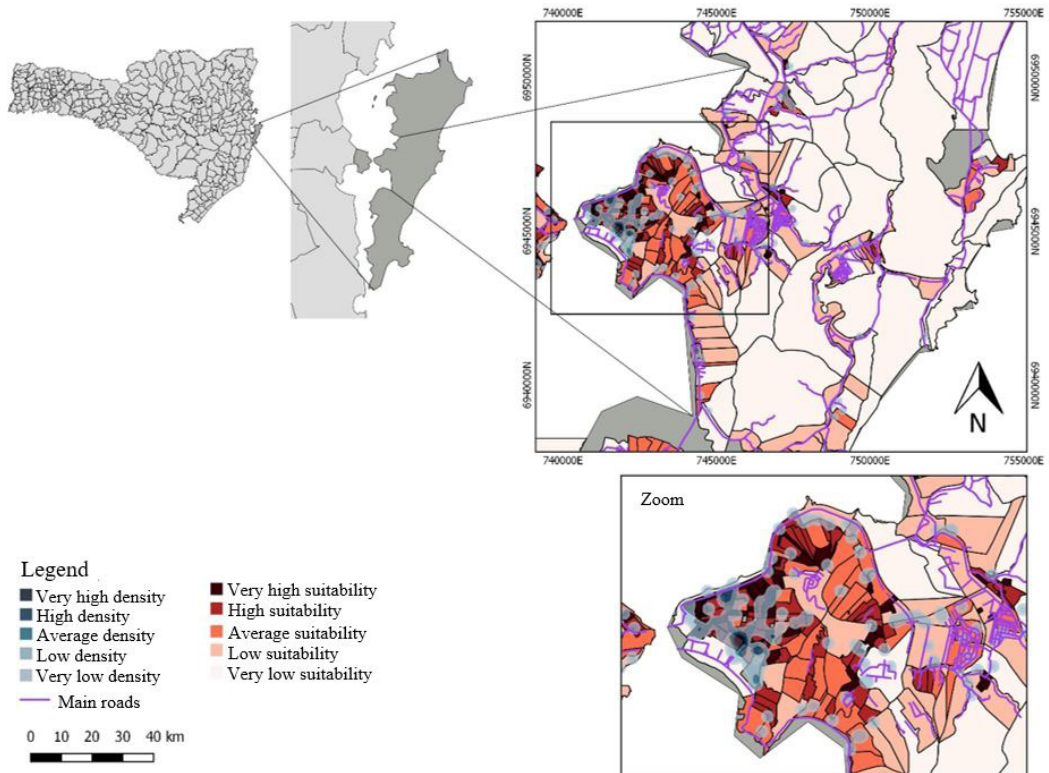 740000E 745000E 750000E 755000E
6950000N
6950000N
6945000N
6945000N
6940000N
6940000N
N
740000E 745000E 750000E 755000E
Zoom
Legend
Very high density
High density
Average density
Low density
Very low density
Main roads
Very high suitability
High suitability
Average suitability
Low suitability
Very low suitability
0 10 20 30 40 km